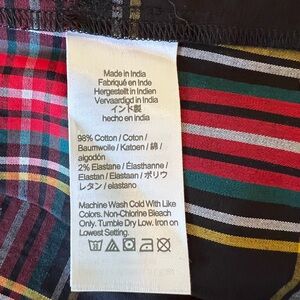 Made in India
Fabriqué en Inde
Hergestellt in Indien
Vervaardigd in India
インド製
hecho en India
98% Cotton / Coton /
Baumwolle / Katoen / 綿 /
algodón
2% Elastane / Élasthanne /
Elastan / Elastaan / ポリウ
レタン / elastano
Machine Wash Cold With Like
Colors. Non-Chlorine Bleach
Only. Tumble Dry Low. Iron on
Lowest Setting.